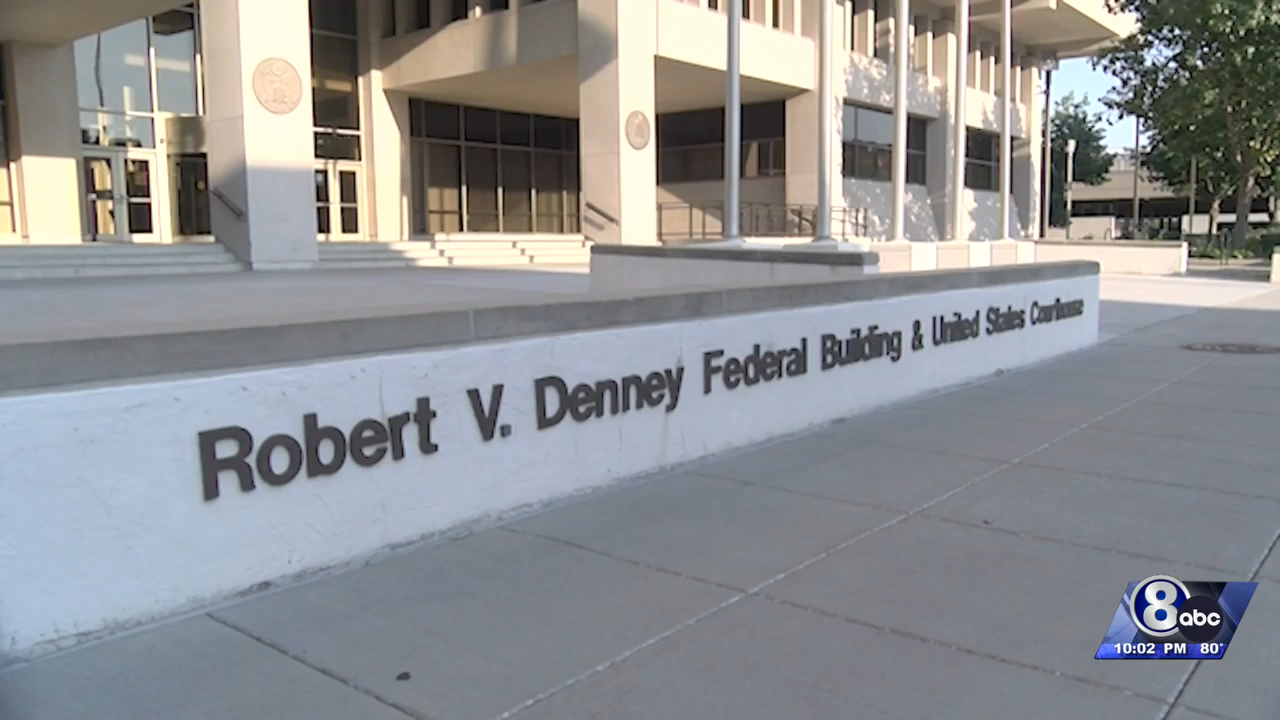 Robert V. Denney Federal Building & United States Courthouse
8 abc
10:02 PM 80°